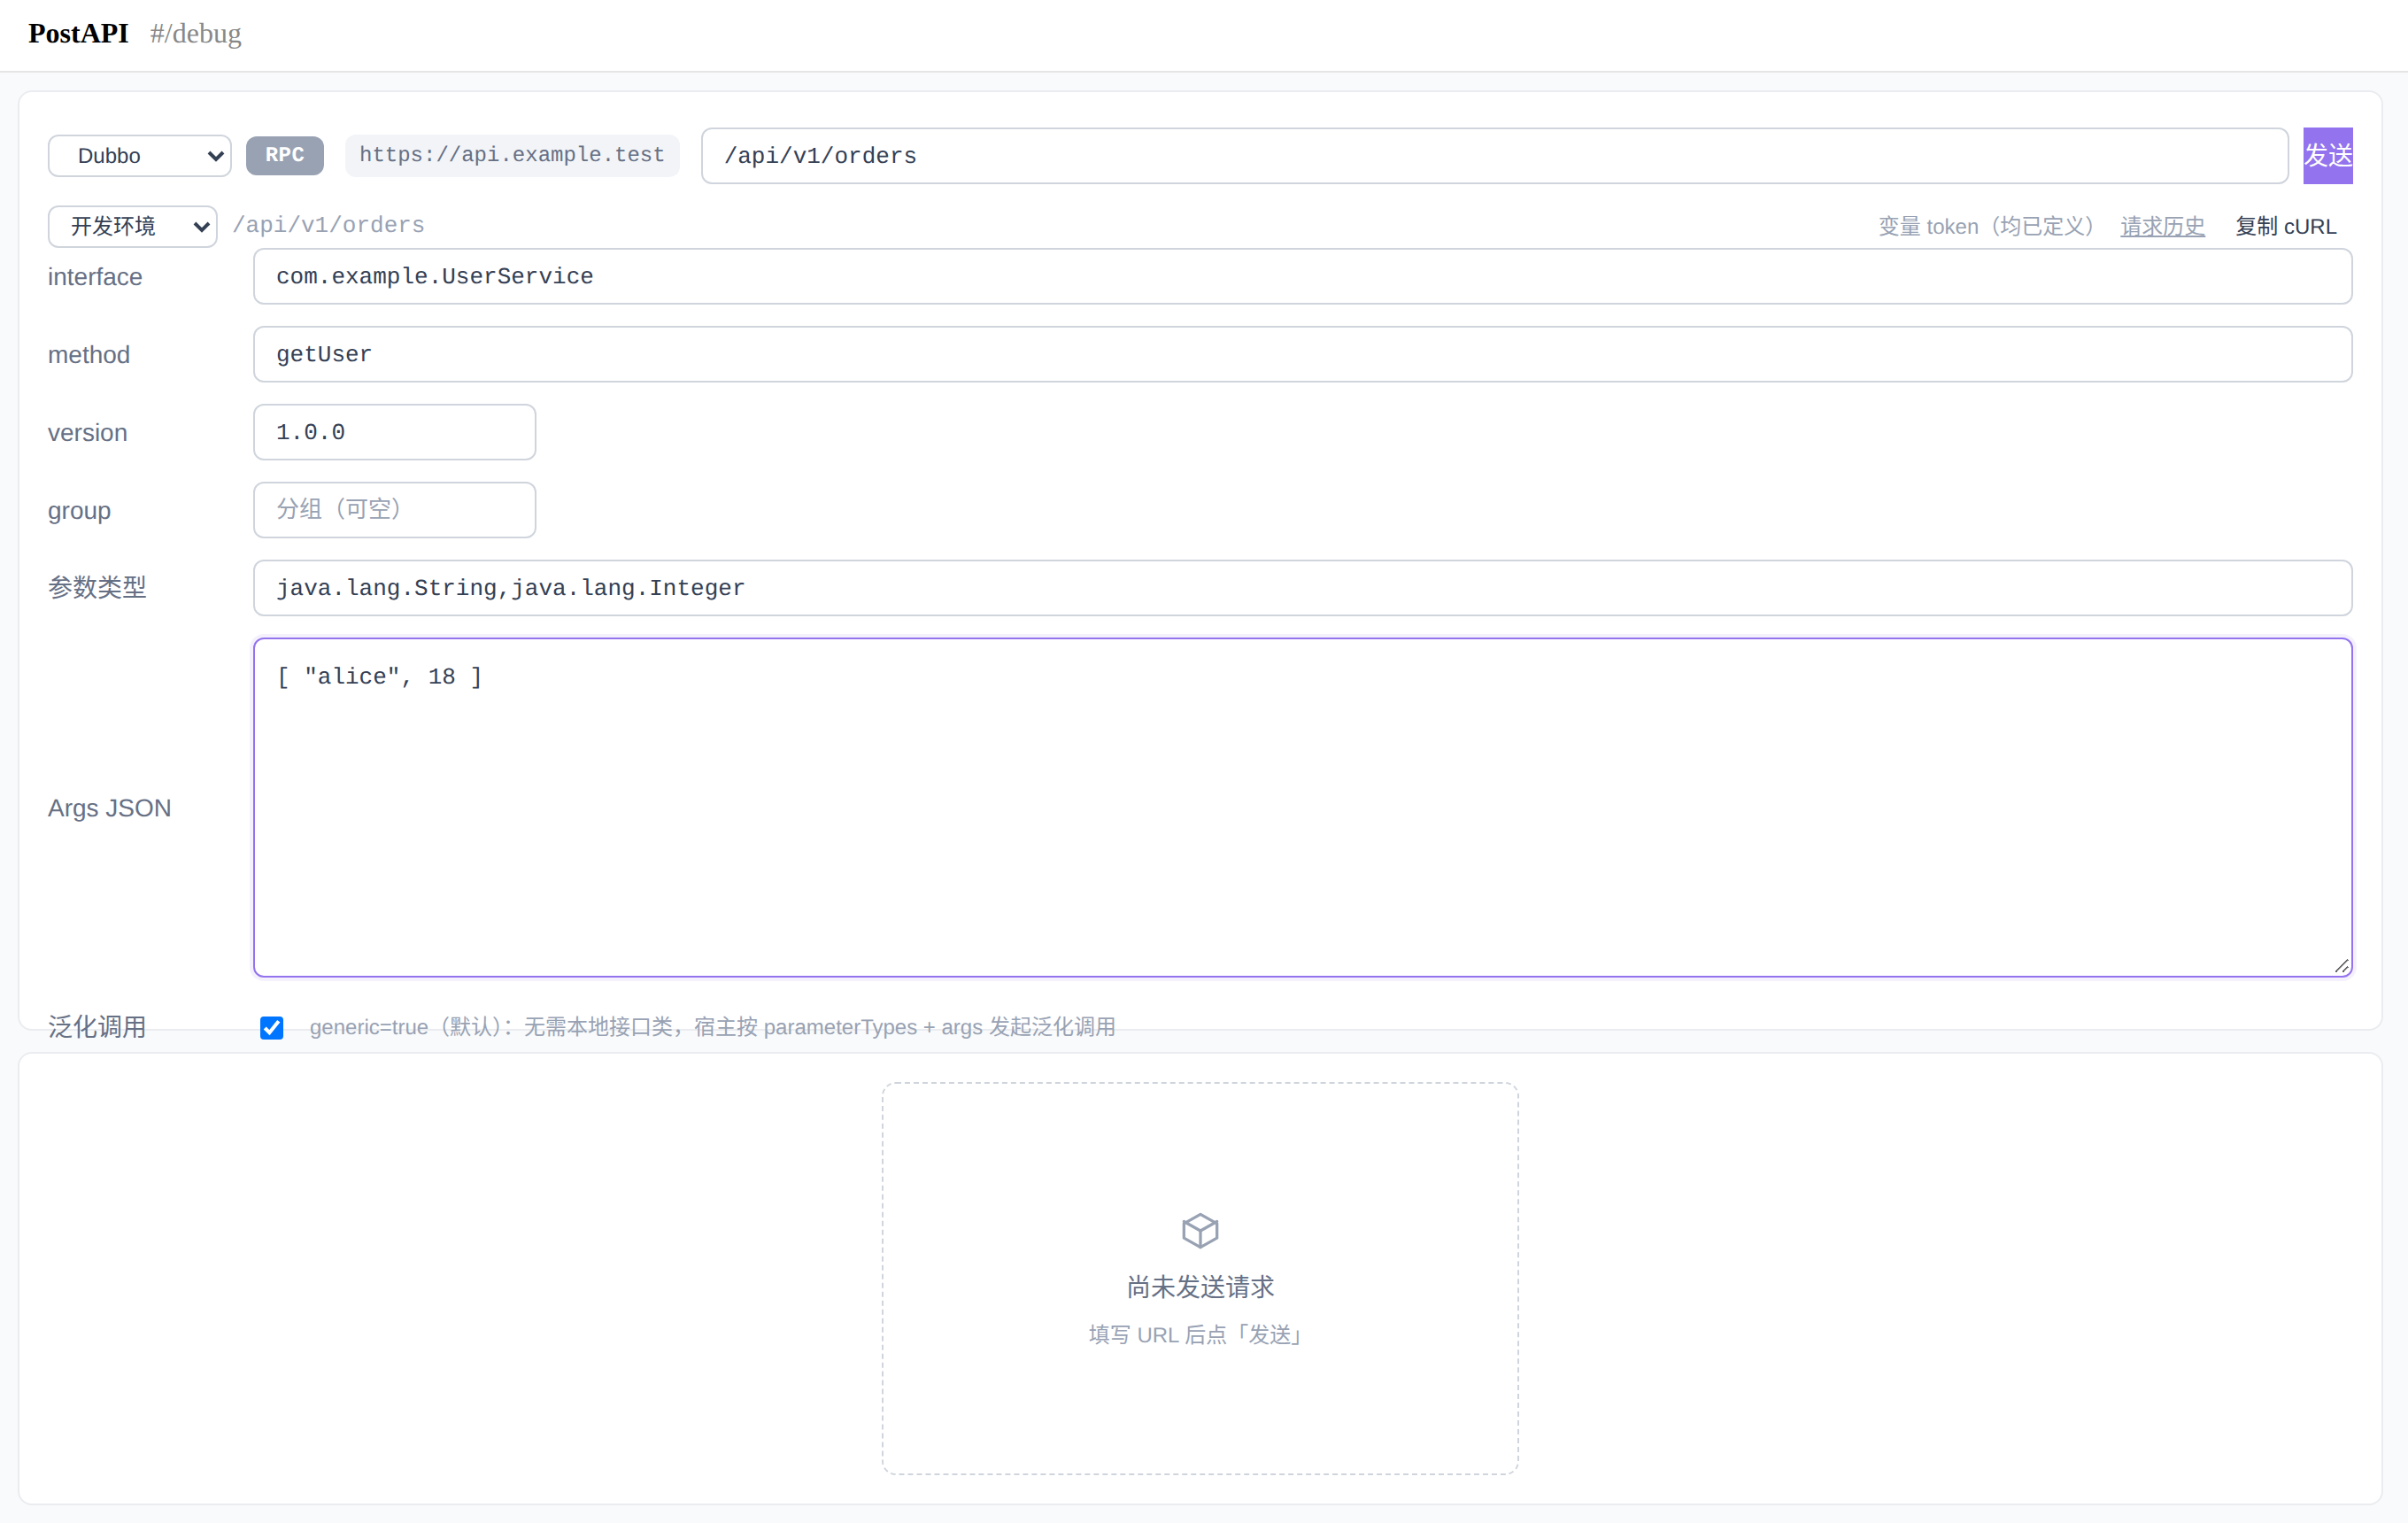 PostAPI #/debug
Dubbo RPC https://api.example.test /api/v1/orders 发送
开发环境 /api/v1/orders 变量 token（均已定义） 请求历史 复制 cURL
interface com.example.UserService
method getUser
version 1.0.0
group 分组（可空）
参数类型 java.lang.String,java.lang.Integer
Args JSON [ "alice", 18 ]
泛化调用 generic=true（默认）：无需本地接口类，宿主按 parameterTypes + args 发起泛化调用
尚未发送请求
填写 URL 后点「发送」